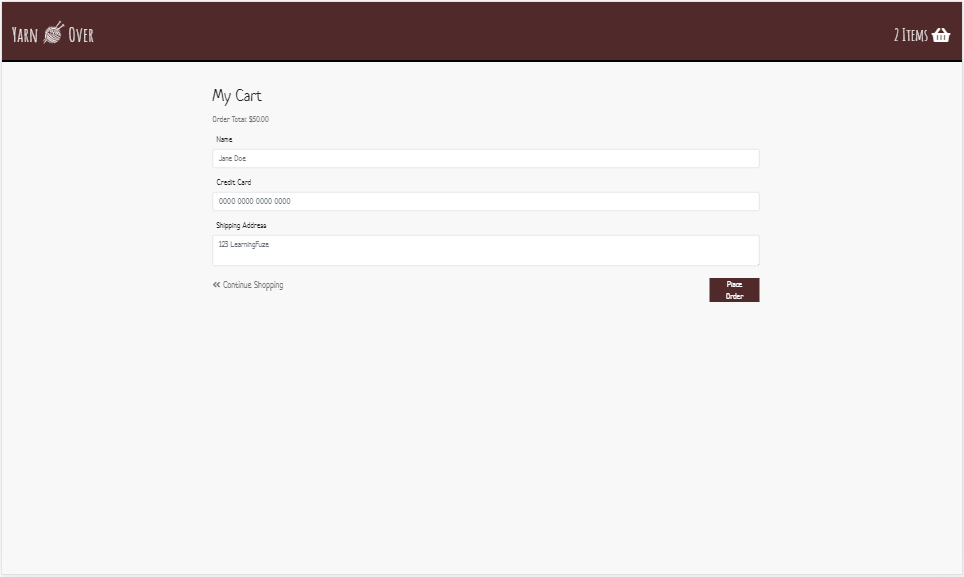 Yarn Over
2 Items
My Cart
Order Total: $50.00
Name
Jane Doe
Credit Card
0000 0000 0000 0000
Shipping Address
123 LearningFuze
Continue Shopping
Place
Order